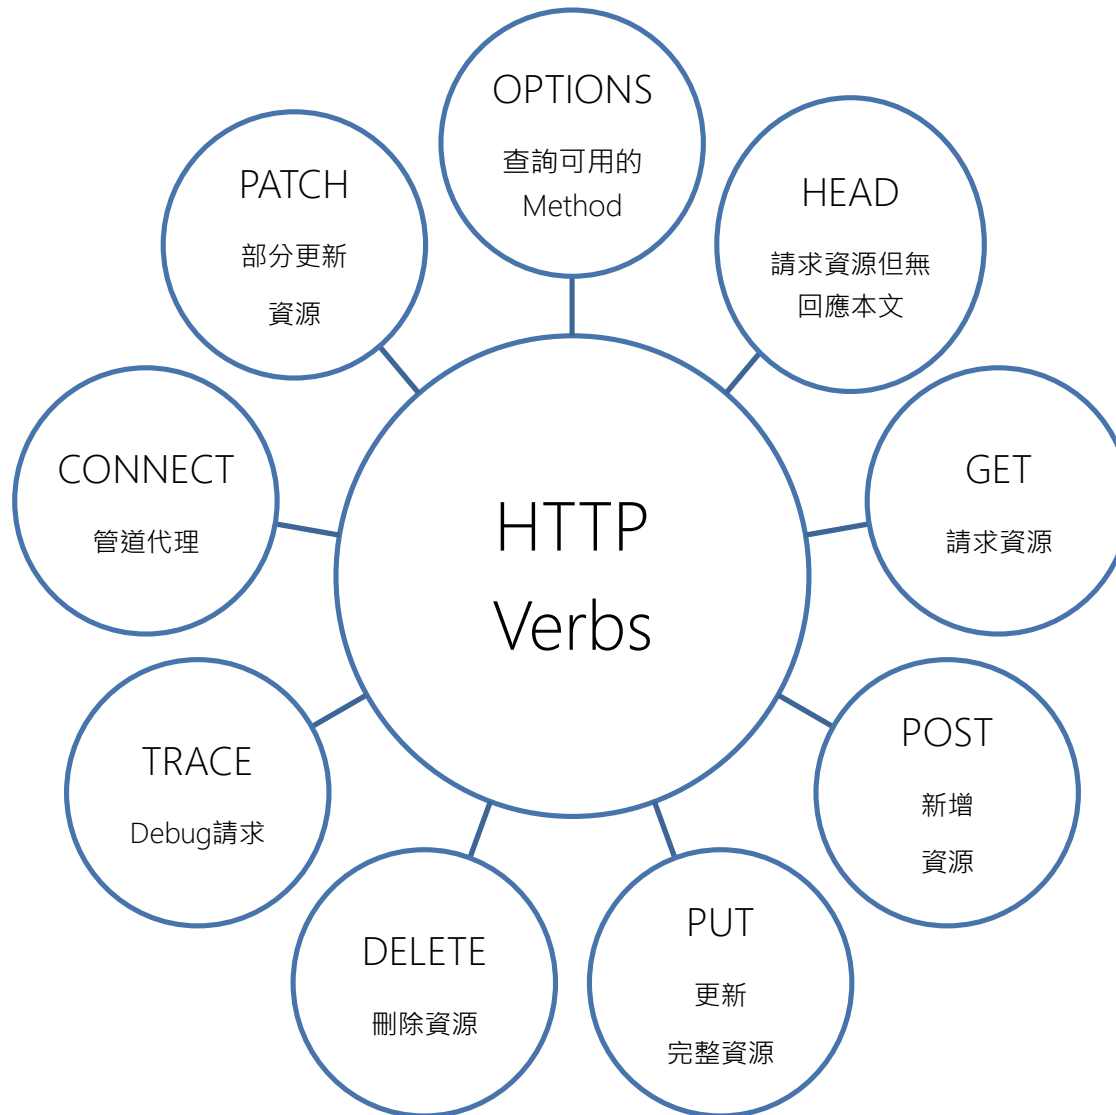 OPTIONS
查詢可用的
Method
HEAD
請求資源但無
回應本文
GET
請求資源
POST
新增
資源
PUT
更新
完整資源
DELETE
刪除資源
TRACE
Debug請求
CONNECT
管道代理
PATCH
部分更新
資源
HTTP
Verbs